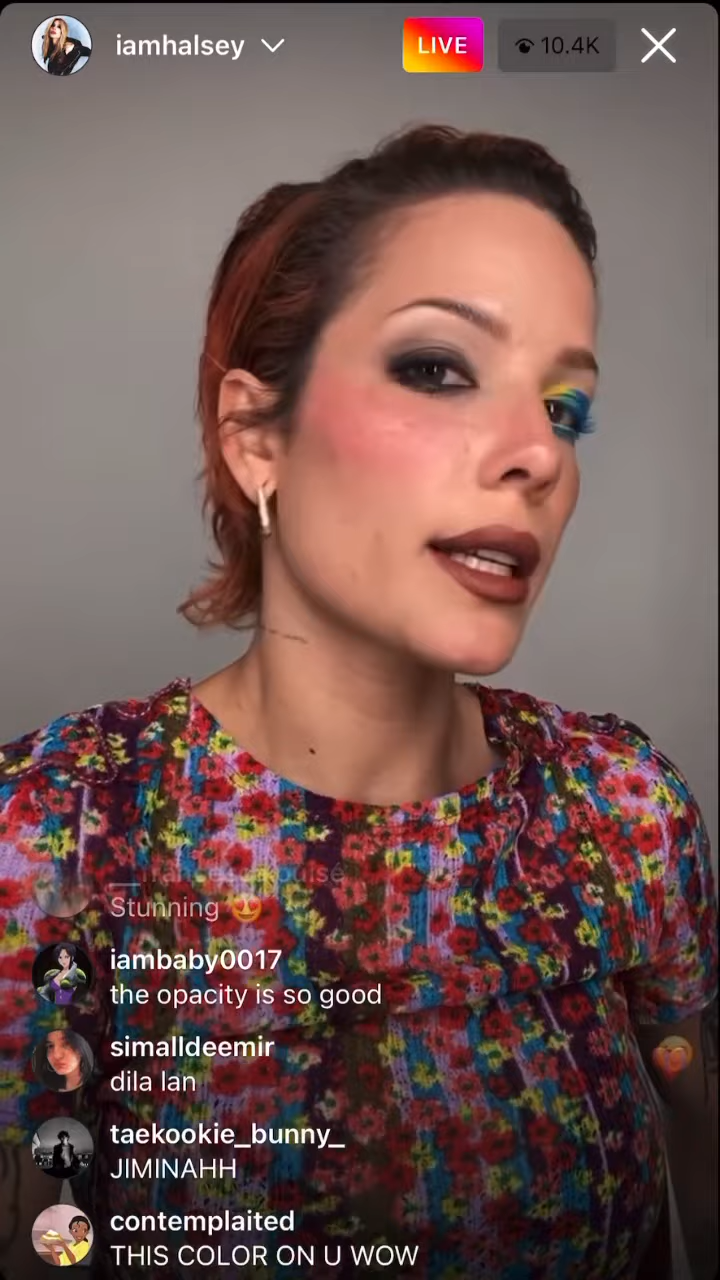 iamhalsey
LIVE
10.4K
Stunning 🤩
iambaby0017
the opacity is so good
simalldeemir
dila lan
taekookie_bunny_
JIMINAHH
contemplaited
THIS COLOR ON U WOW